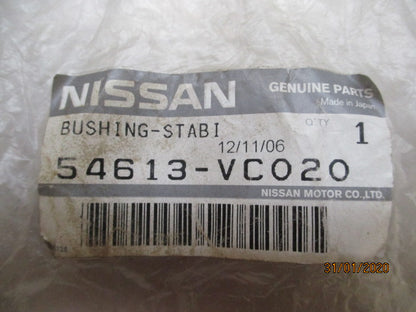 NISSAN
GENUINE PARTS
Made in Japan
BUSHING-STABI
Q'TY
1
12/11/06
54613-VC020
NISSAN MOTOR CO.,LTD.
31/01/2020